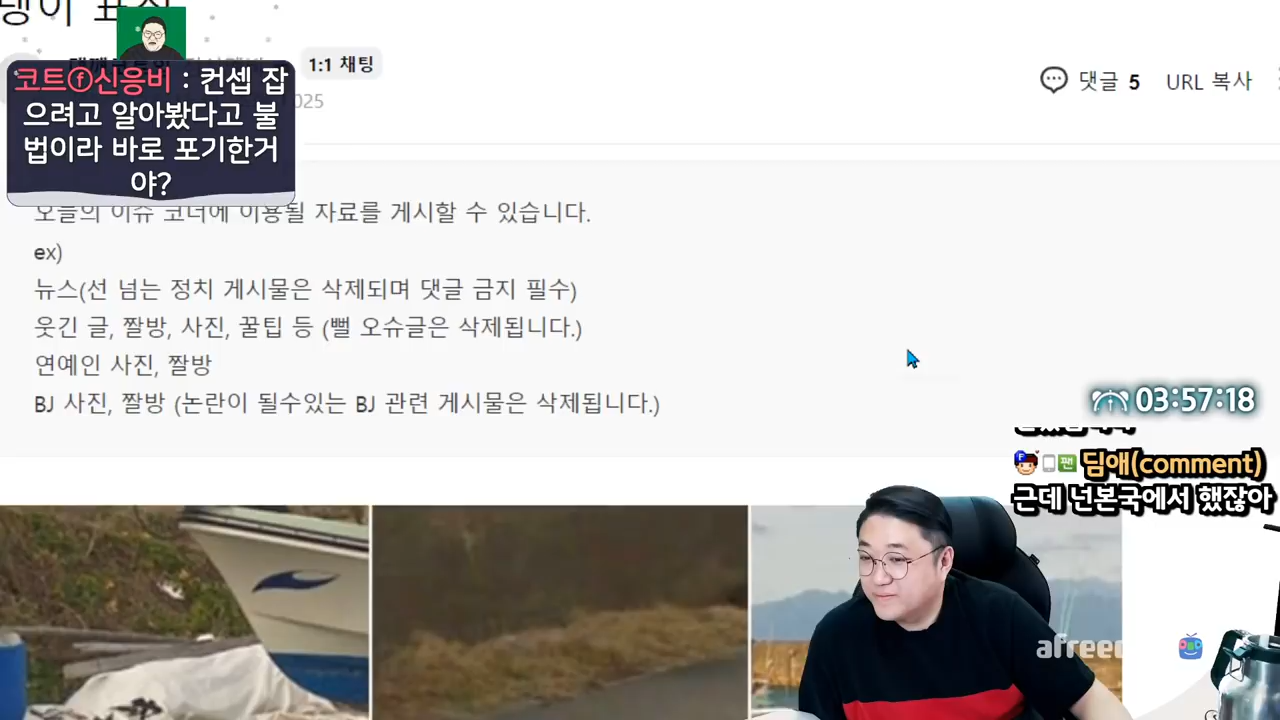 1:1 채팅
025
댓글 5 URL 복사
코트ⓕ신응비 : 컨셉 잡
으려고 알아봤다고 불
법이라 바로 포기한거
야?
오늘의 이슈 코너에 이용될 자료를 게시할 수 있습니다.
ex)
뉴스(선 넘는 정치 게시물은 삭제되며 댓글 금지 필수)
웃긴 글, 짤방, 사진, 꿀팁 등 (뻘 오슈글은 삭제됩니다.)
연예인 사진, 짤방
BJ 사진, 짤방 (논란이 될수있는 BJ 관련 게시물은 삭제됩니다.)
03:57:18
F 팬 딤애(comment)
근데 넌본국에서 했잖아
afree